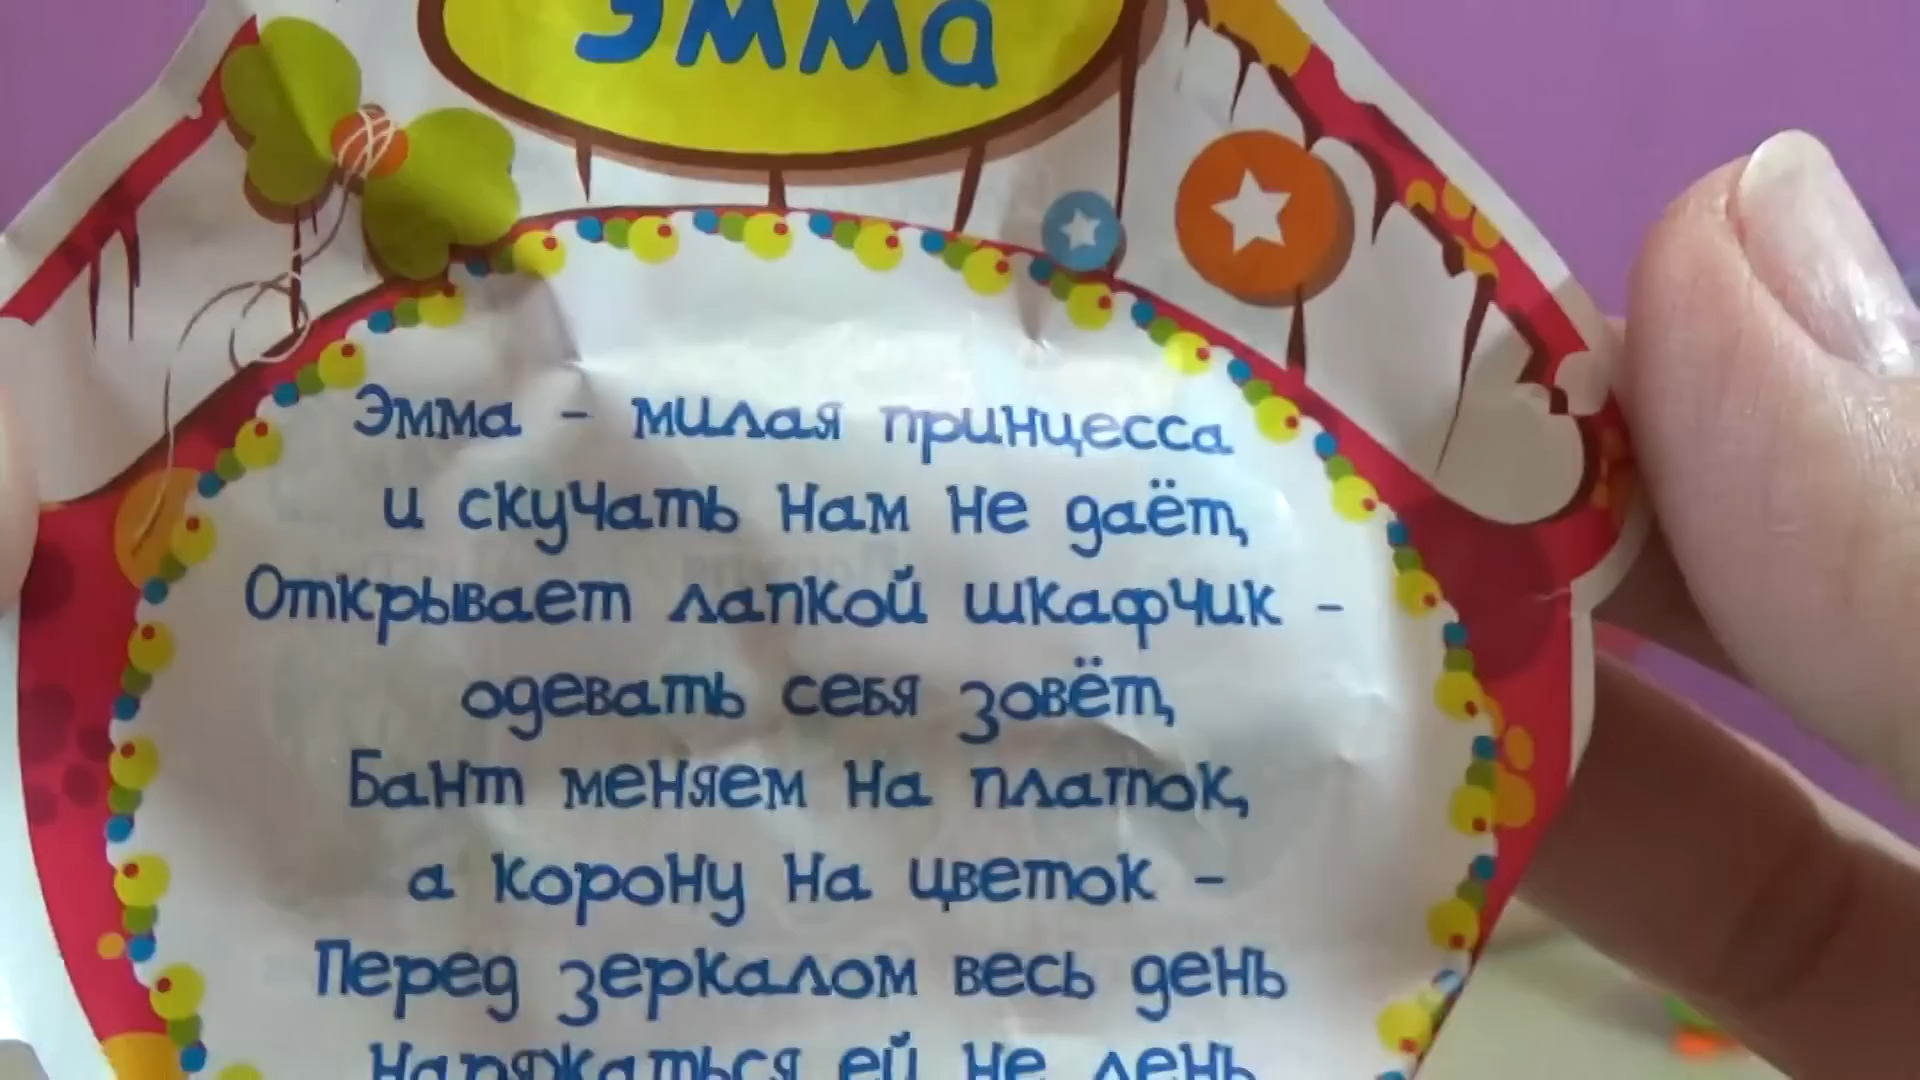 Эмма
Эмма - милая принцесса
и скучать нам не даёт,
Открывает лапкой шкафчик -
одевать себя зовёт,
Бант меняем на платок,
а корону на цветок -
Перед зеркалом весь день
Наряжаться ей не лень